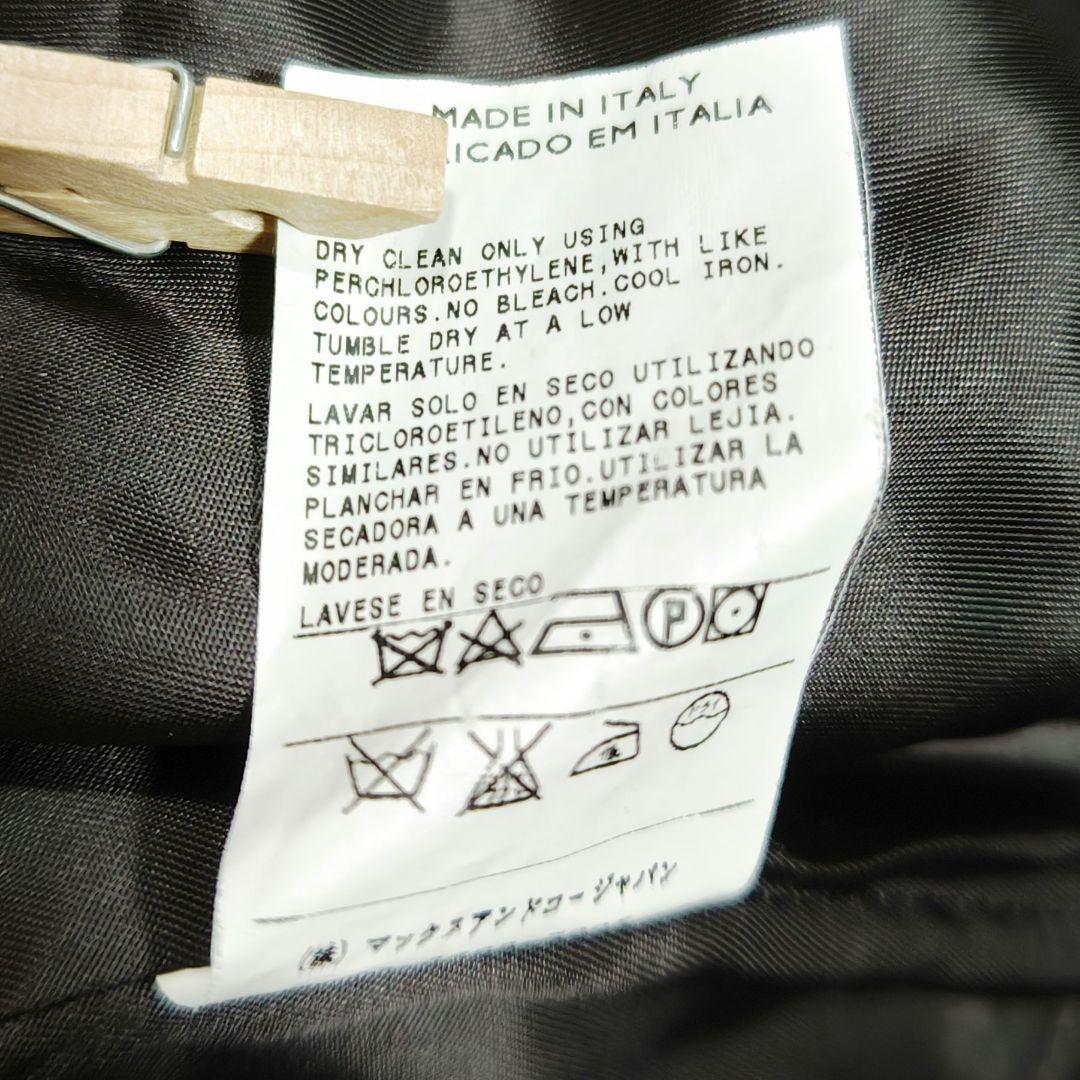 MADE IN ITALY
ICADO EM ITALIA
DRY CLEAN ONLY USING
PERCHLOROETHYLENE,WITH LIKE
COLOURS.NO BLEACH.COOL IRON.
TUMBLE DRY AT A LOW
TEMPERATURE.
LAVAR SOLO EN SECO UTILIZANDO
TRICLOROETILENO,CON COLORES
SIMILARES.NO UTILIZAR LEJIA.
PLANCHAR EN FRIO.UTILIZAR LA
SECADORA A UNA TEMPERATURA
MODERADA.
LAVESE EN SECO
P
(株) マックスアンドコージャパン